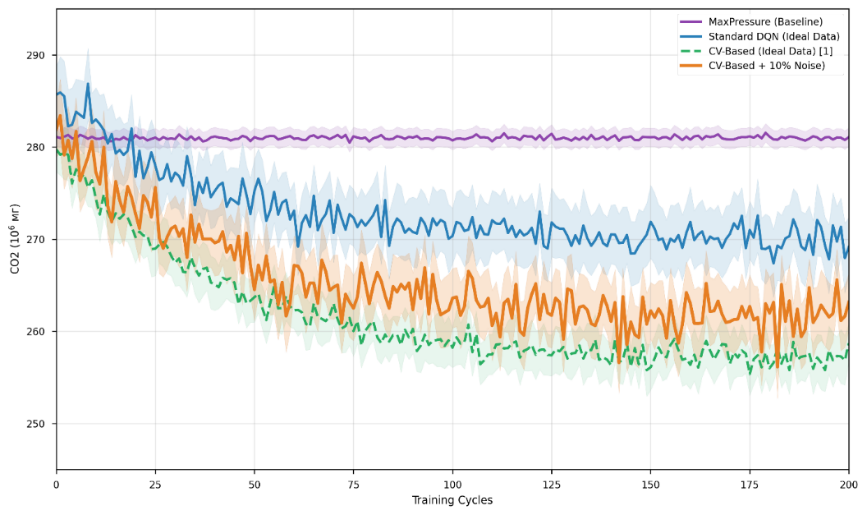 MaxPressure (Baseline)
Standard DQN (Ideal Data)
CV-Based (Ideal Data) [1]
CV-Based + 10% Noise)
290
280
270
260
250
CO2 (10⁶ мг)
0 25 50 75 100 125 150 175 200
Training Cycles